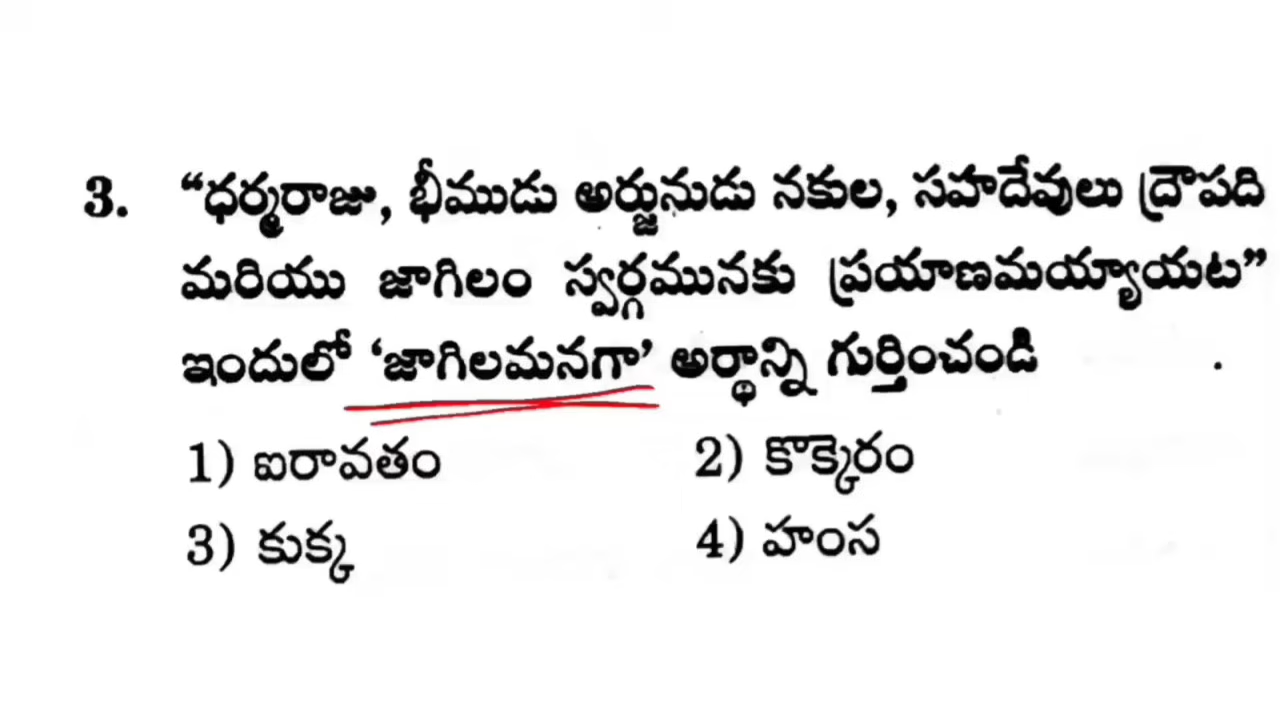 3. “ధర్మరాజు, భీముడు అర్జునుడు నకుల, సహదేవులు ద్రౌపది
మరియు జాగిలం స్వర్గమునకు ప్రయాణమయ్యాయట”
ఇందులో ‘జాగిలమనగా’ అర్థాన్ని గుర్తించండి
1) ఐరావతం 2) కొక్కెరం
3) కుక్క 4) హంస